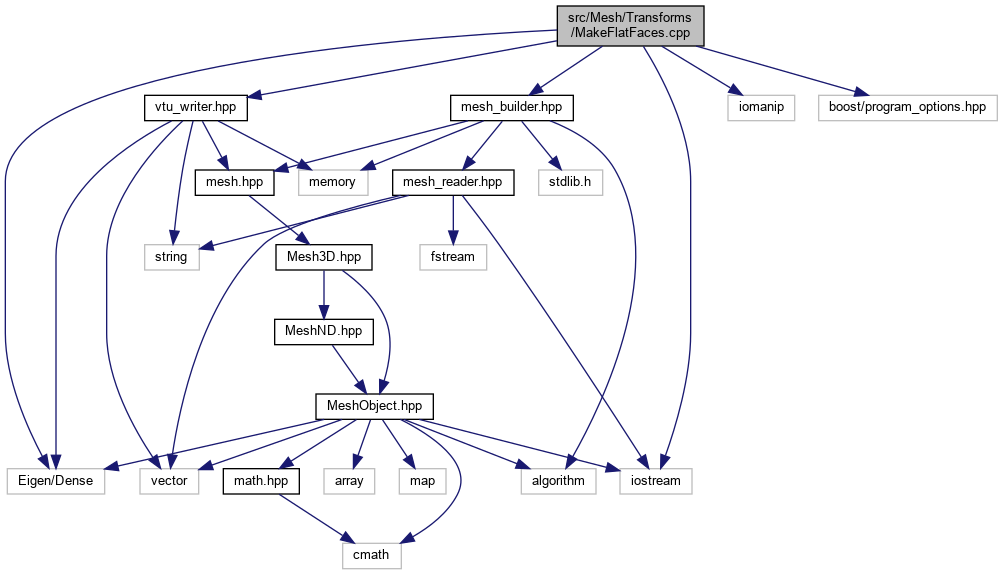 src/Mesh/Transforms
/MakeFlatFaces.cpp
vtu_writer.hpp
mesh_builder.hpp
iomanip
boost/program_options.hpp
mesh.hpp
memory
mesh_reader.hpp
stdlib.h
string
Mesh3D.hpp
fstream
MeshND.hpp
MeshObject.hpp
Eigen/Dense
vector
math.hpp
array
map
algorithm
iostream
cmath